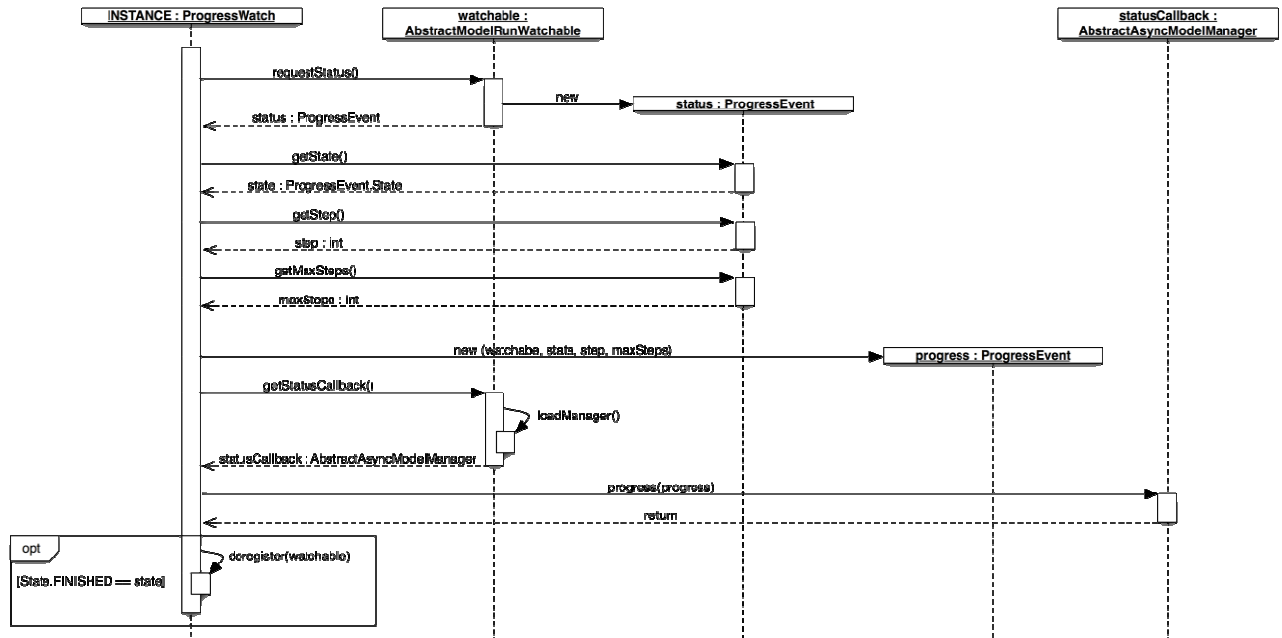 INSTANCE : ProgressWatch
watchable :
AbstractModelRunWatchable
statusCallback :
AbstractAsyncModelManager
requestStatus()
new
status : ProgressEvent
status : ProgressEvent
getState()
state : ProgressEvent.State
getStep()
step : int
getMaxSteps()
maxSteps : int
new (watchabe, stats, step, maxSteps)
progress : ProgressEvent
getStatusCallback()
loadManager()
statusCallback : AbstractAsyncModelManager
progress(progress)
return
opt
deregister(watchable)
[State.FINISHED == state]